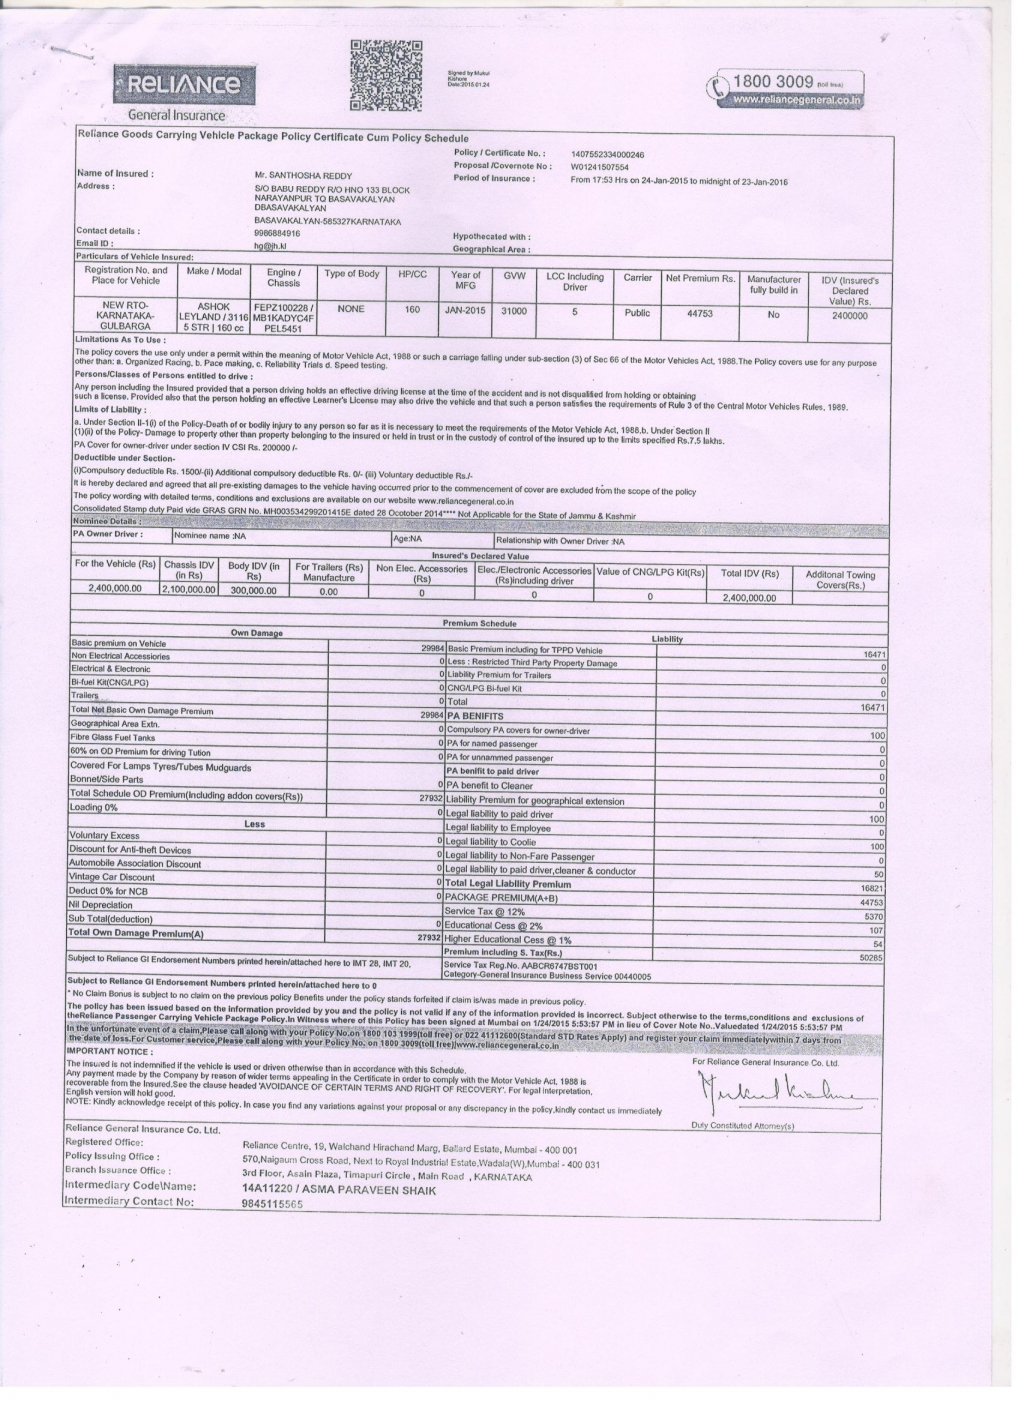 RELIANCE
General Insurance
Signed by Mukul
Kishore
Date:2015.01.24
1800 3009 (toll free)
www.reliancegeneral.co.in
Reliance Goods Carrying Vehicle Package Policy Certificate Cum Policy Schedule
Policy / Certificate No. : 1407552334000246
Proposal /Covernote No : W01241507554
Name of Insured : Mr. SANTHOSHA REDDY Period of Insurance : From 17:53 Hrs on 24-Jan-2015 to midnight of 23-Jan-2016
Address : S/O BABU REDDY R/O HNO 133 BLOCK
NARAYANPUR TQ BASAVAKALYAN
DBASAVAKALYAN
BASAVAKALYAN-585327KARNATAKA
Contact details : 9986884916 Hypothecated with :
Email ID : hg@jh.kl Geographical Area :
Particulars of Vehicle Insured:
Registration No. and Place for Vehicle Make / Modal Engine / Chassis Type of Body HP/CC Year of MFG GVW LCC Including Driver Carrier Net Premium Rs. Manufacturer fully build in IDV (Insured's Declared Value) Rs.
NEW RTO-KARNATAKA-GULBARGA ASHOK LEYLAND / 3116 5 STR | 160 cc FEPZ100228 / MB1KADYC4F PEL5451 NONE 160 JAN-2015 31000 5 Public 44753 No 2400000
Limitations As To Use :
The policy covers the use only under a permit within the meaning of Motor Vehicle Act, 1988 or such a carriage falling under sub-section (3) of Sec 66 of the Motor Vehicles Act, 1988.The Policy covers use for any purpose
other than: a. Organized Racing, b. Pace making, c. Reliability Trials d. Speed testing.
Persons/Classes of Persons entitled to drive :
Any person including the Insured provided that a person driving holds an effective driving license at the time of the accident and is not disqualified from holding or obtaining
such a license. Provided also that the person holding an effective Learner's License may also drive the vehicle and that such a person satisfies the requirements of Rule 3 of the Central Motor Vehicles Rules, 1989.
Limits of Liability :
a. Under Section II-1(i) of the Policy-Death of or bodily injury to any person so far as it is necessary to meet the requirements of the Motor Vehicle Act, 1988,b. Under Section II
(1)(ii) of the Policy- Damage to property other than property belonging to the insured or held in trust or in the custody of control of the insured up to the limits specified Rs.7.5 lakhs.
PA Cover for owner-driver under section IV CSI Rs. 200000 /-
Deductible under Section-
(i)Compulsory deductible Rs. 1500/-(ii) Additional compulsory deductible Rs. 0/- (iii) Voluntary deductible Rs./-
It is hereby declared and agreed that all pre-existing damages to the vehicle having occurred prior to the commencement of cover are excluded from the scope of the policy
The policy wording with detailed terms, conditions and exclusions are available on our website www.reliancegeneral.co.in
Consolidated Stamp duty Paid vide GRAS GRN No. MH003534299201415E dated 28 Ocotober 2014**** Not Applicable for the State of Jammu & Kashmir
Nominee Details :
PA Owner Driver : Nominee name :NA Age:NA Relationship with Owner Driver :NA
Insured's Declared Value
For the Vehicle (Rs) Chassis IDV (in Rs) Body IDV (in Rs) For Trailers (Rs) Manufacture Non Elec. Accessories (Rs) Elec./Electronic Accessories (Rs)including driver Value of CNG/LPG Kit(Rs) Total IDV (Rs) Additonal Towing Covers(Rs.)
2,400,000.00 2,100,000.00 300,000.00 0.00 0 0 0 2,400,000.00
Premium Schedule
Own Damage Liability
Basic premium on Vehicle 29984 Basic Premium including for TPPD Vehicle 16471
Non Electrical Accessiories 0 Less : Restricted Third Party Property Damage 0
Electrical & Electronic 0 Liability Premium for Trailers 0
Bi-fuel Kit(CNG/LPG) 0 CNG/LPG Bi-fuel Kit 0
Trailers 0 Total 16471
Total Net Basic Own Damage Premium 29984 PA BENIFITS
Geographical Area Extn. 0 Compulsory PA covers for owner-driver 100
Fibre Glass Fuel Tanks 0 PA for named passenger 0
60% on OD Premium for driving Tution 0 PA for unnammed passenger 0
Covered For Lamps Tyres/Tubes Mudguards PA benifit to paid driver 0
Bonnet/Side Parts 0 PA benefit to Cleaner 0
Total Schedule OD Premium(Including addon covers(Rs)) 27932 Liability Premium for geographical extension 0
Loading 0% 0 Legal liability to paid driver 100
Less Legal liability to Employee 0
Voluntary Excess 0 Legal liability to Coolie 100
Discount for Anti-theft Devices 0 Legal liability to Non-Fare Passenger 0
Automobile Association Discount 0 Legal liability to paid driver,cleaner & conductor 50
Vintage Car Discount 0 Total Legal Liability Premium 16821
Deduct 0% for NCB 0 PACKAGE PREMIUM(A+B) 44753
Nil Depreciation Service Tax @ 12% 5370
Sub Total(deduction) 0 Educational Cess @ 2% 107
Total Own Damage Premium(A) 27932 Higher Educational Cess @ 1% 54
Premium Including S. Tax(Rs.) 50285
Subject to Reliance GI Endorsement Numbers printed herein/attached here to IMT 28, IMT 20, Service Tax Reg.No. AABCR6747BST001
Category-General Insurance Business Service 00440005
Subject to Reliance GI Endorsement Numbers printed herein/attached here to 0
* No Claim Bonus is subject to no claim on the previous policy Benefits under the policy stands forfeited if claim is/was made in previous policy.
The policy has been issued based on the information provided by you and the policy is not valid if any of the information provided is incorrect. Subject otherwise to the terms,conditions and exclusions of
theReliance Passenger Carrying Vehicle Package Policy.In Witness where of this Policy has been signed at Mumbai on 1/24/2015 5:53:57 PM in lieu of Cover Note No..Valuedated 1/24/2015 5:53:57 PM
In the unfortunate event of a claim,Please call along with your Policy No.on 1800 103 1999(toll free) or 022 41112600(Standard STD Rates Apply) and register your claim immediatelywithin 7 days from
the date of loss.For Customer service,Please call along with your Policy No. on 1800 3009(toll free)|www.reliancegeneral.co.in
IMPORTANT NOTICE :
The insured is not indemnified if the vehicle is used or driven otherwise than in accordance with this Schedule.
Any payment made by the Company by reason of wider terms appealing in the Certificate in order to comply with the Motor Vehicle Act, 1988 is
recoverable from the Insured.See the clause headed 'AVOIDANCE OF CERTAIN TERMS AND RIGHT OF RECOVERY'. For legal interpretation,
English version will hold good.
NOTE: Kindly acknowledge receipt of this policy. In case you find any variations against your proposal or any discrepancy in the policy,kindly contact us immediately
For Reliance General Insurance Co. Ltd.
Mukul Kishore
Duly Constituted Attorney(s)
Reliance General Insurance Co. Ltd.
Registered Office: Reliance Centre, 19, Walchand Hirachand Marg, Ballard Estate, Mumbai - 400 001
Policy Issuing Office : 570,Naigaum Cross Road, Next to Royal Industrial Estate,Wadala(W),Mumbai - 400 031
Branch Issuance Office : 3rd Floor, Asain Plaza, Timapuri Circle , Main Road , KARNATAKA
Intermediary Code\Name: 14A11220 / ASMA PARAVEEN SHAIK
Intermediary Contact No: 9845115565